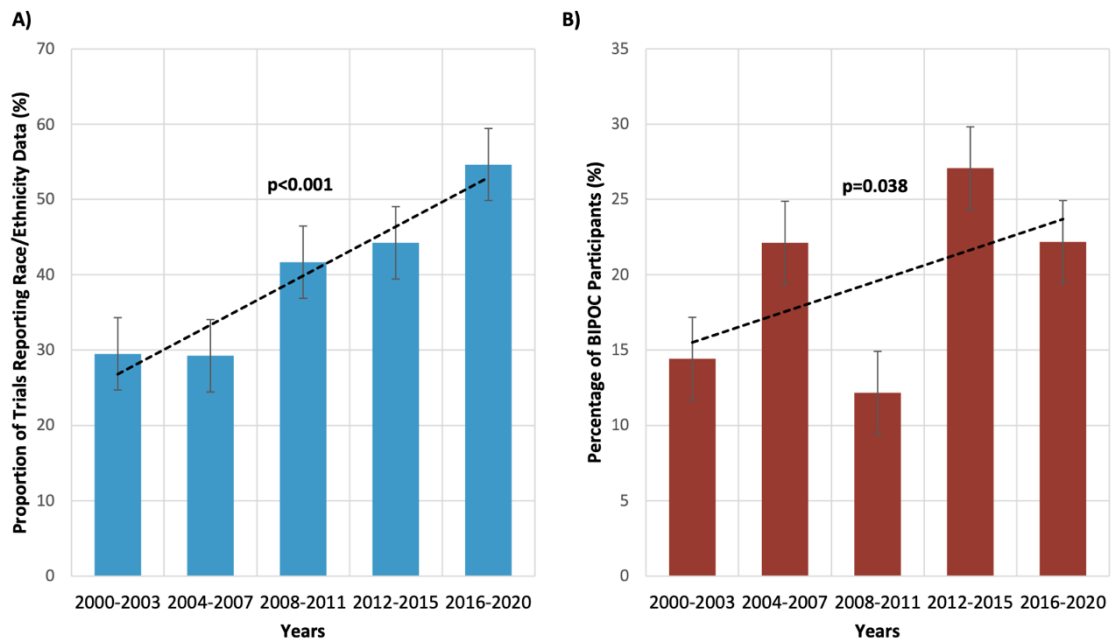 A)
Proportion of Trials Reporting Race/Ethnicity Data (%)
70
60
50
40
30
20
10
0
p<0.001
2000-2003 2004-2007 2008-2011 2012-2015 2016-2020
Years
B)
Percentage of BIPOC Participants (%)
35
30
25
20
15
10
5
0
p=0.038
2000-2003 2004-2007 2008-2011 2012-2015 2016-2020
Years